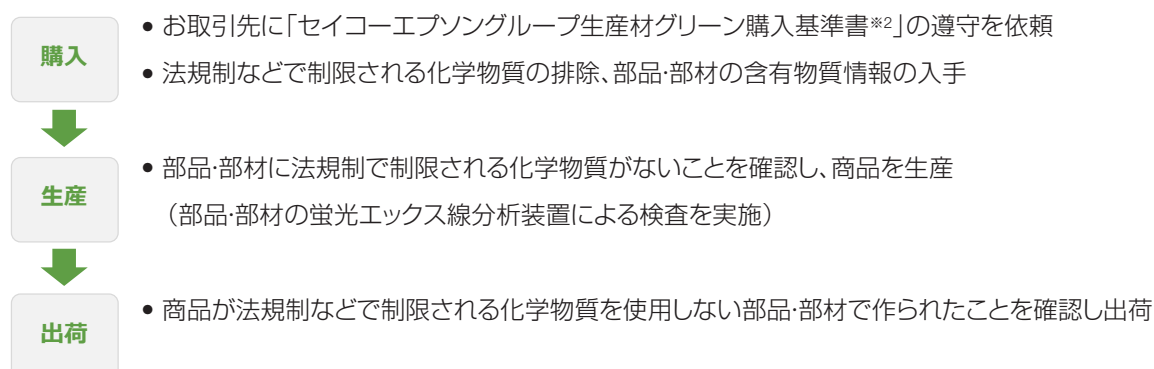 購入
• お取引先に「セイコーエプソングループ生産材グリーン購入基準書※2」の遵守を依頼
• 法規制などで制限される化学物質の排除、部品・部材の含有物質情報の入手
生産
• 部品・部材に法規制で制限される化学物質がないことを確認し、商品を生産
（部品・部材の蛍光エックス線分析装置による検査を実施）
出荷
• 商品が法規制などで制限される化学物質を使用しない部品・部材で作られたことを確認し出荷